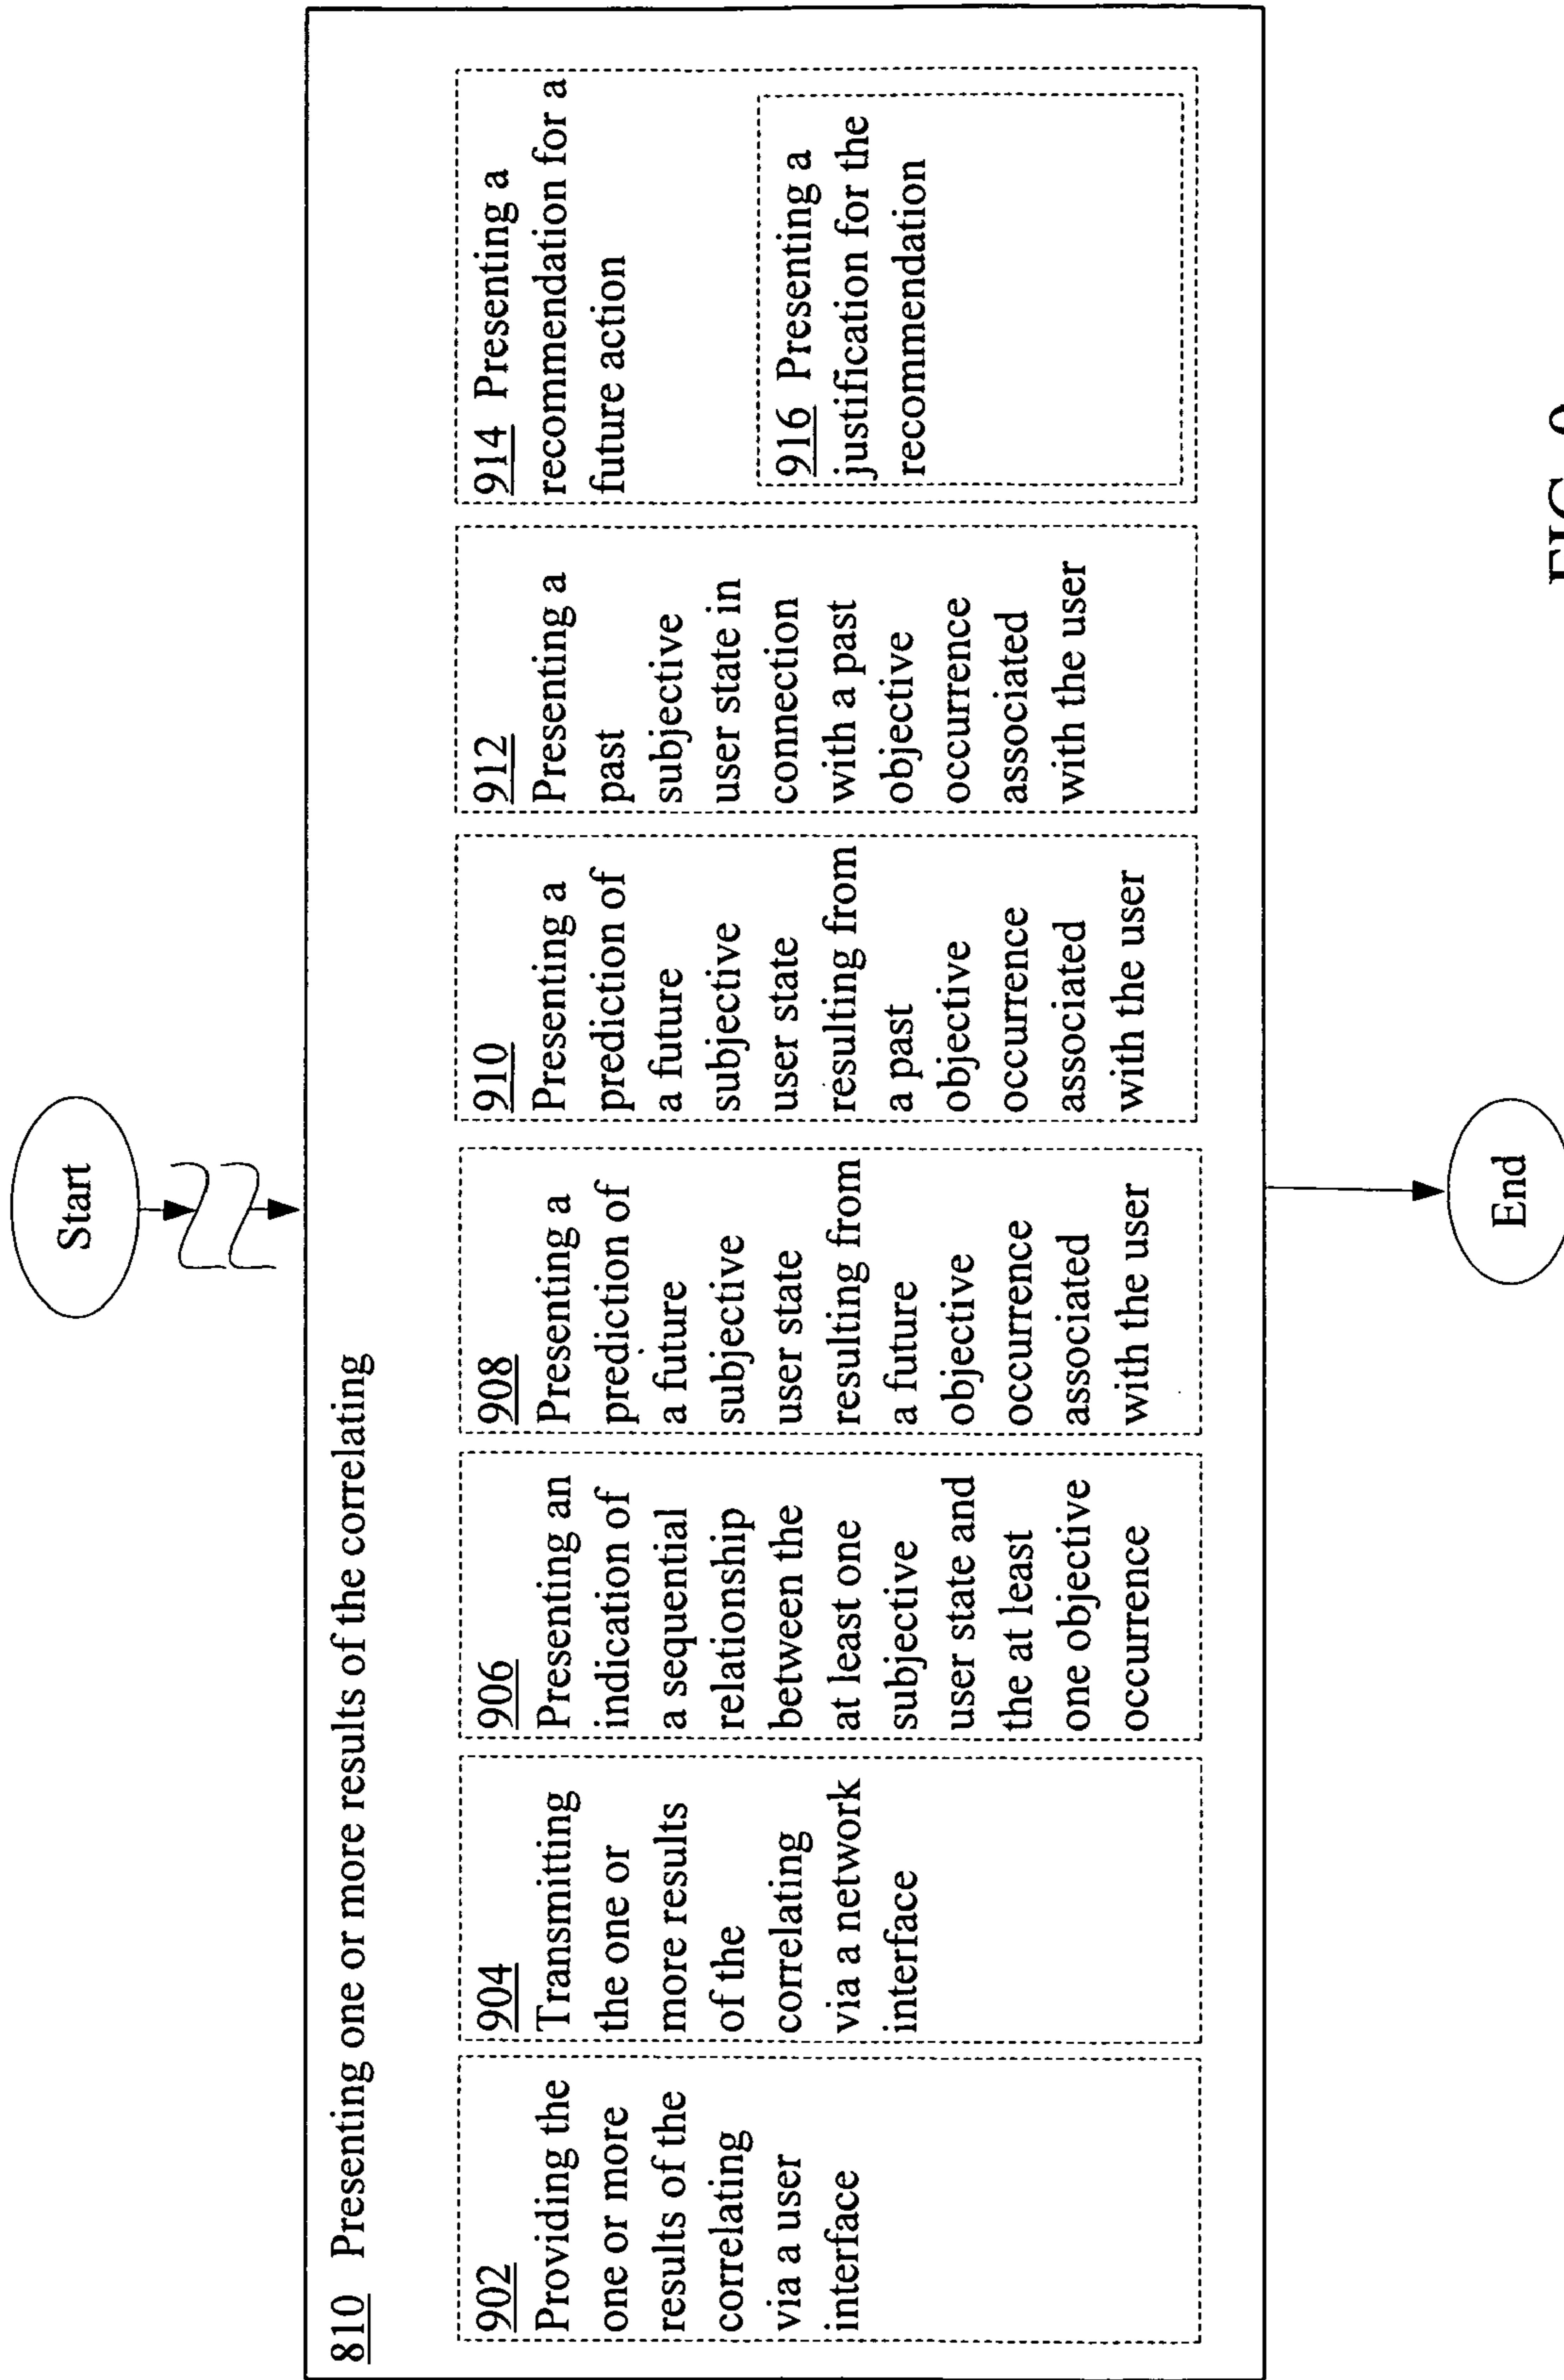 Start
810 Presenting one or more results of the correlating
902
Providing the
one or more
results of the
correlating
via a user
interface
904
Transmitting
the one or
more results
of the
correlating
via a network
interface
906
Presenting an
indication of
a sequential
relationship
between the
at least one
subjective
user state and
the at least
one objective
occurrence
908
Presenting a
prediction of
a future
subjective
user state
resulting from
a future
objective
occurrence
associated
with the user
910
Presenting a
prediction of
a future
subjective
user state
resulting from
a past
objective
occurrence
associated
with the user
912
Presenting a
past
subjective
user state in
connection
with a past
objective
occurrence
associated
with the user
914 Presenting a
recommendation for a
future action
916 Presenting a
justification for the
recommendation
End
FIG.